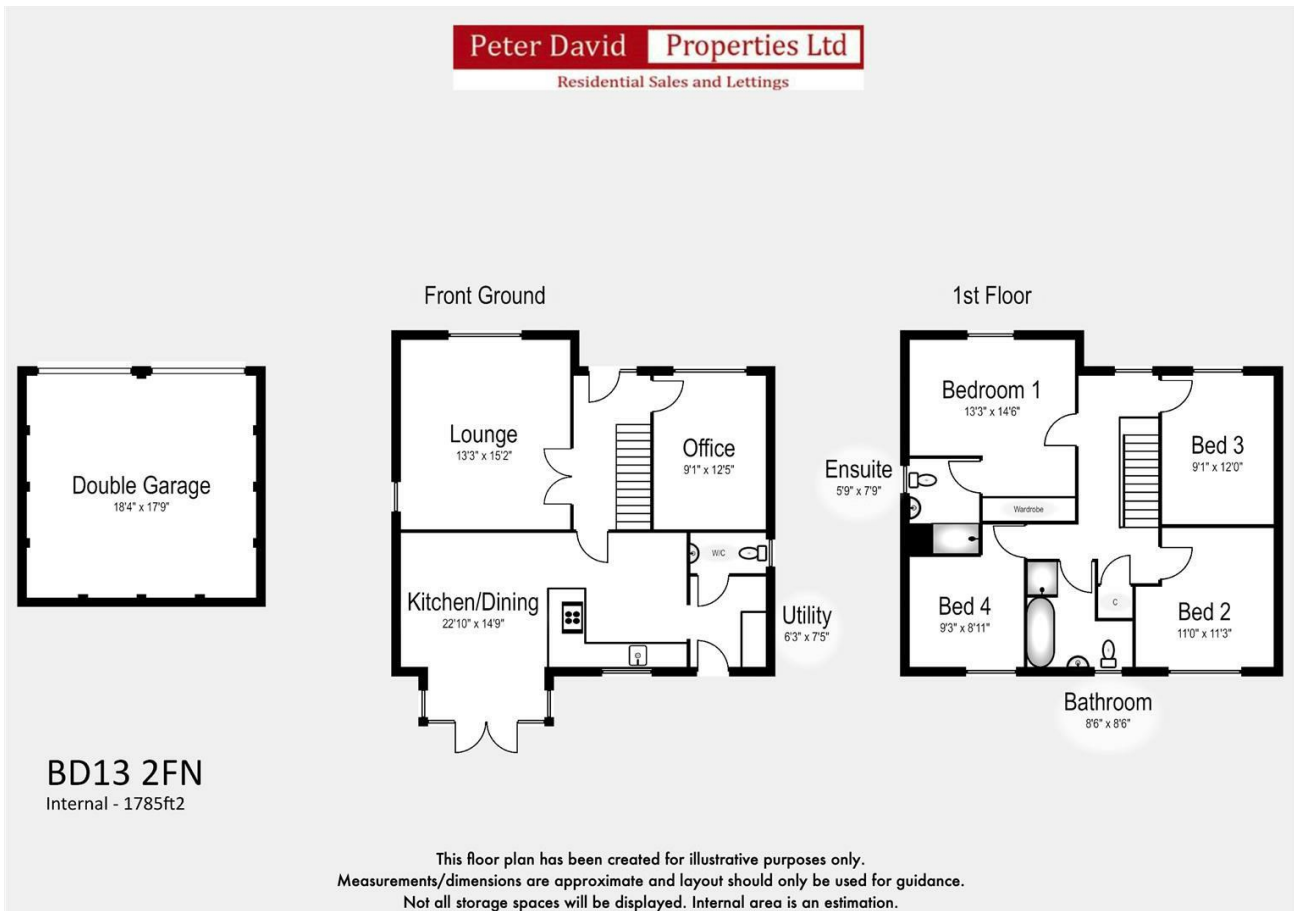 Peter David Properties Ltd
Residential Sales and Lettings
Front Ground
1st Floor
Double Garage
18'4" x 17'9"
Lounge
13'3" x 15'2"
Office
9'1" x 12'5"
Kitchen/Dining
22'10" x 14'9"
W/C
Utility
6'3" x 7'5"
Bedroom 1
13'3" x 14'6"
Bed 3
9'1" x 12'0"
Ensuite
5'9" x 7'9"
Wardrobe
Bed 4
9'3" x 8'11"
C
Bed 2
11'0" x 11'3"
Bathroom
8'6" x 8'6"
BD13 2FN
Internal - 1785ft2
This floor plan has been created for illustrative purposes only.
Measurements/dimensions are approximate and layout should only be used for guidance.
Not all storage spaces will be displayed. Internal area is an estimation.